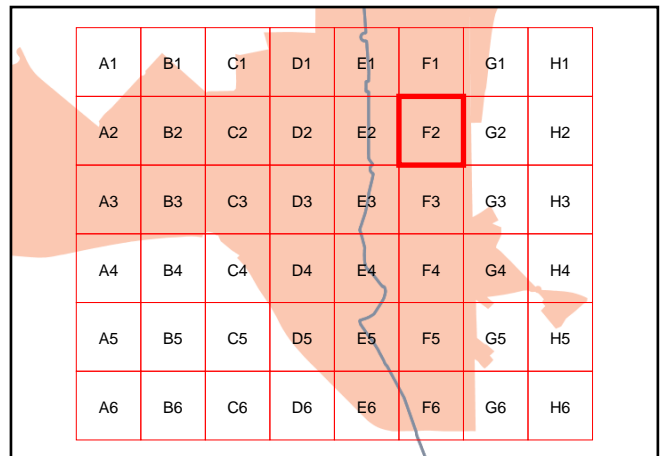 A1 B1 C1 D1 E1 F1 G1 H1
A2 B2 C2 D2 E2 F2 G2 H2
A3 B3 C3 D3 E3 F3 G3 H3
A4 B4 C4 D4 E4 F4 G4 H4
A5 B5 C5 D5 E5 F5 G5 H5
A6 B6 C6 D6 E6 F6 G6 H6